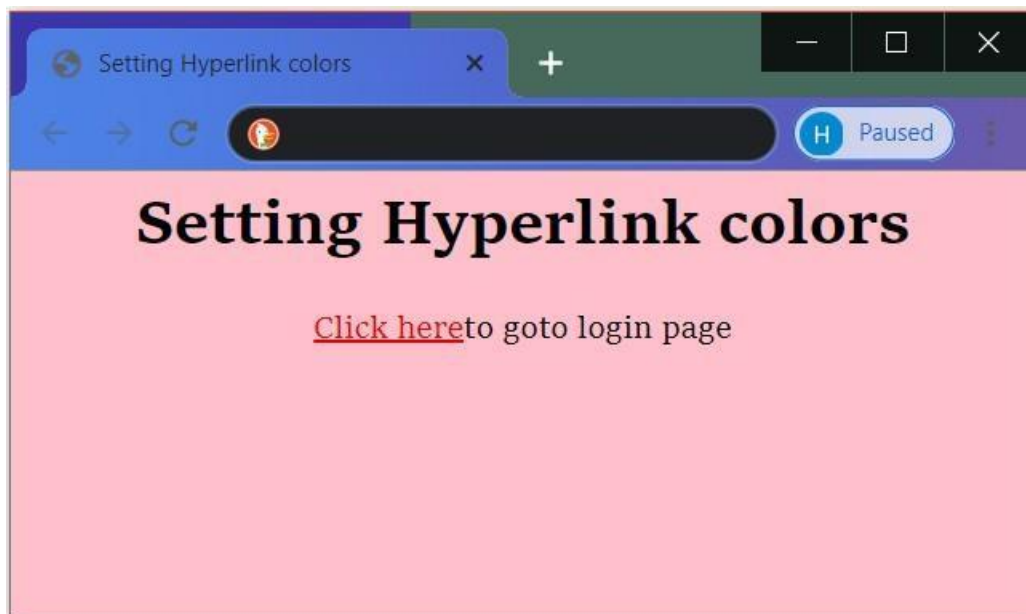 Setting Hyperlink colors
H Paused
Setting Hyperlink colors
Click hereto goto login page